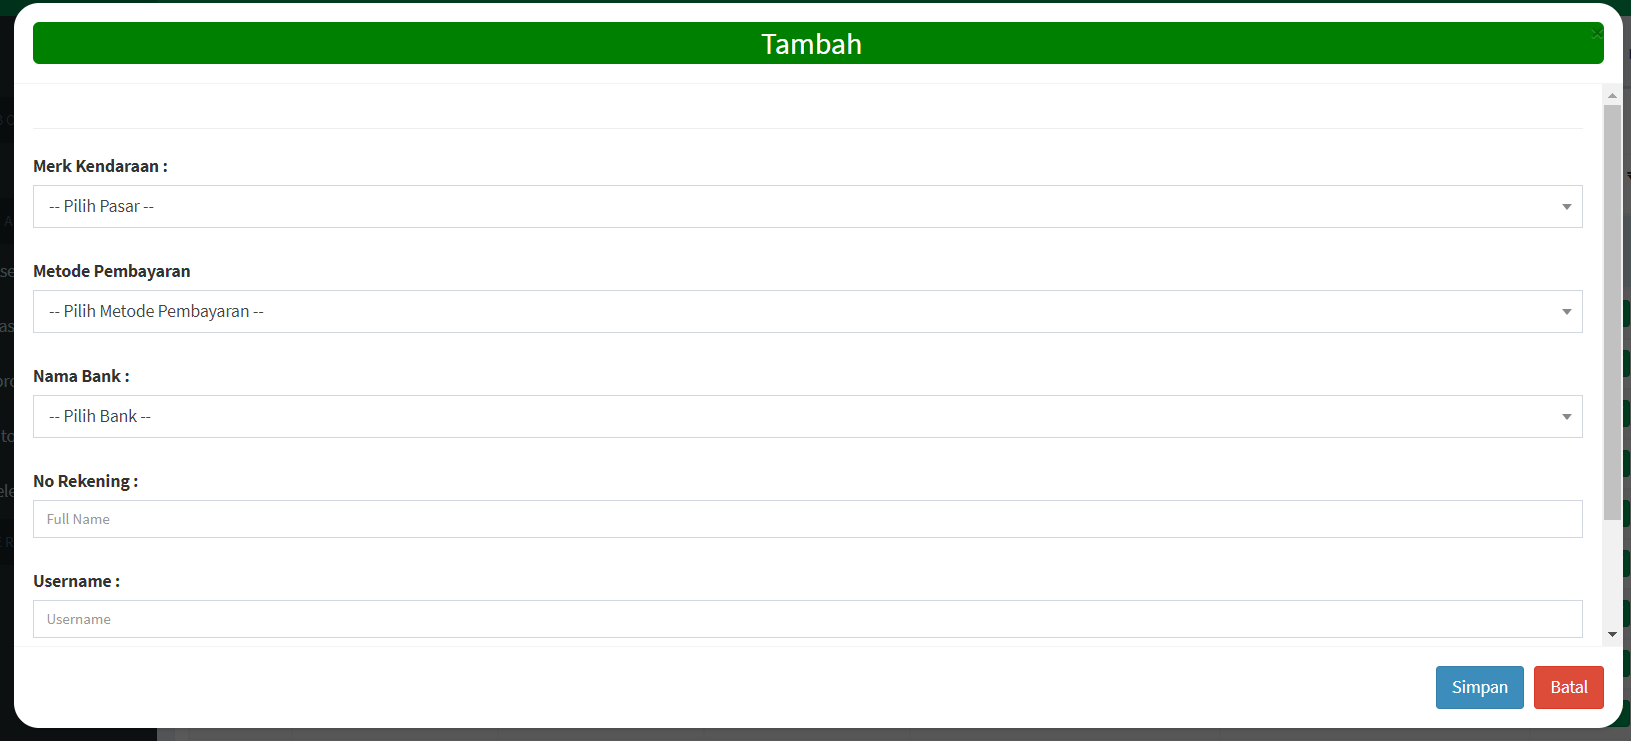 Tambah
×
Merk Kendaraan :
-- Pilih Pasar --
Metode Pembayaran
-- Pilih Metode Pembayaran --
Nama Bank :
-- Pilih Bank --
No Rekening :
Full Name
Username :
Username
Simpan
Batal